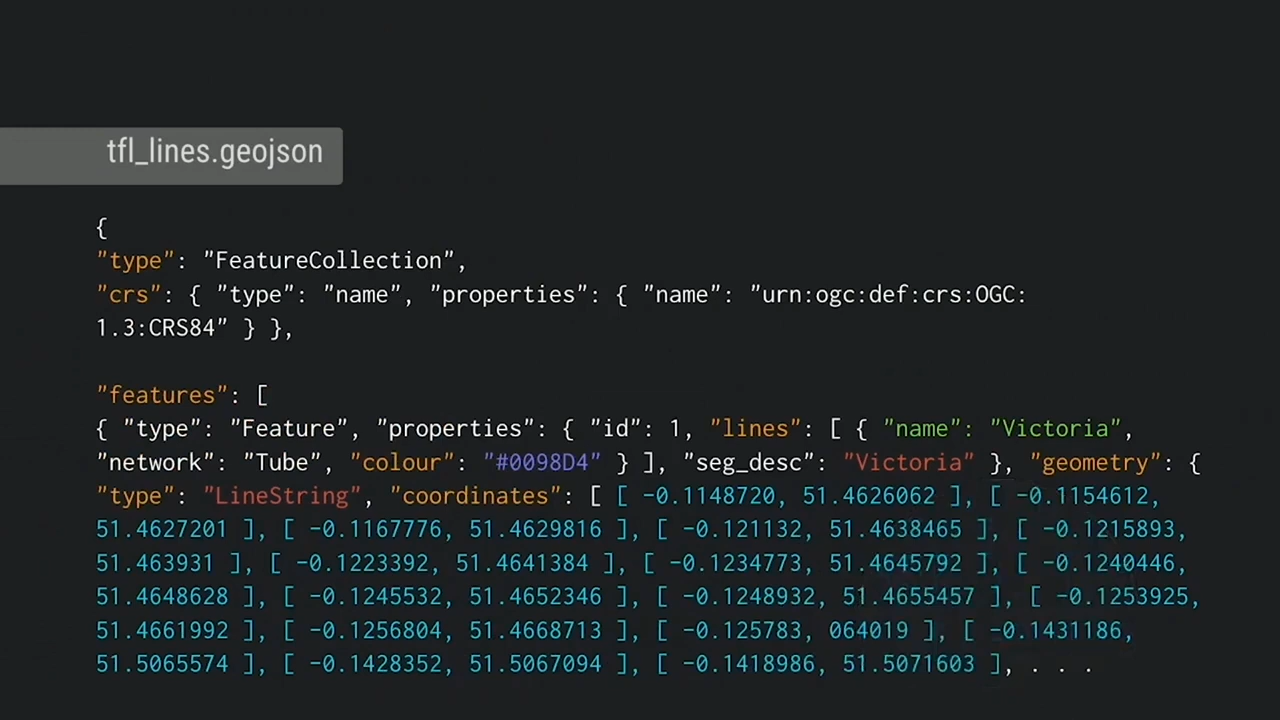 tfl_lines.geojson
{
"type": "FeatureCollection",
"crs": { "type": "name", "properties": { "name": "urn:ogc:def:crs:OGC:
1.3:CRS84" } },
"features": [
{ "type": "Feature", "properties": { "id": 1, "lines": [ { "name": "Victoria",
"network": "Tube", "colour": "#0098D4" } ], "seg_desc": "Victoria" }, "geometry": {
"type": "LineString", "coordinates": [ [ -0.1148720, 51.4626062 ], [ -0.1154612,
51.4627201 ], [ -0.1167776, 51.4629816 ], [ -0.121132, 51.4638465 ], [ -0.1215893,
51.463931 ], [ -0.1223392, 51.4641384 ], [ -0.1234773, 51.4645792 ], [ -0.1240446,
51.4648628 ], [ -0.1245532, 51.4652346 ], [ -0.1248932, 51.4655457 ], [ -0.1253925,
51.4661992 ], [ -0.1256804, 51.4668713 ], [ -0.125783, 064019 ], [ -0.1431186,
51.5065574 ], [ -0.1428352, 51.5067094 ], [ -0.1418986, 51.5071603 ], . . .